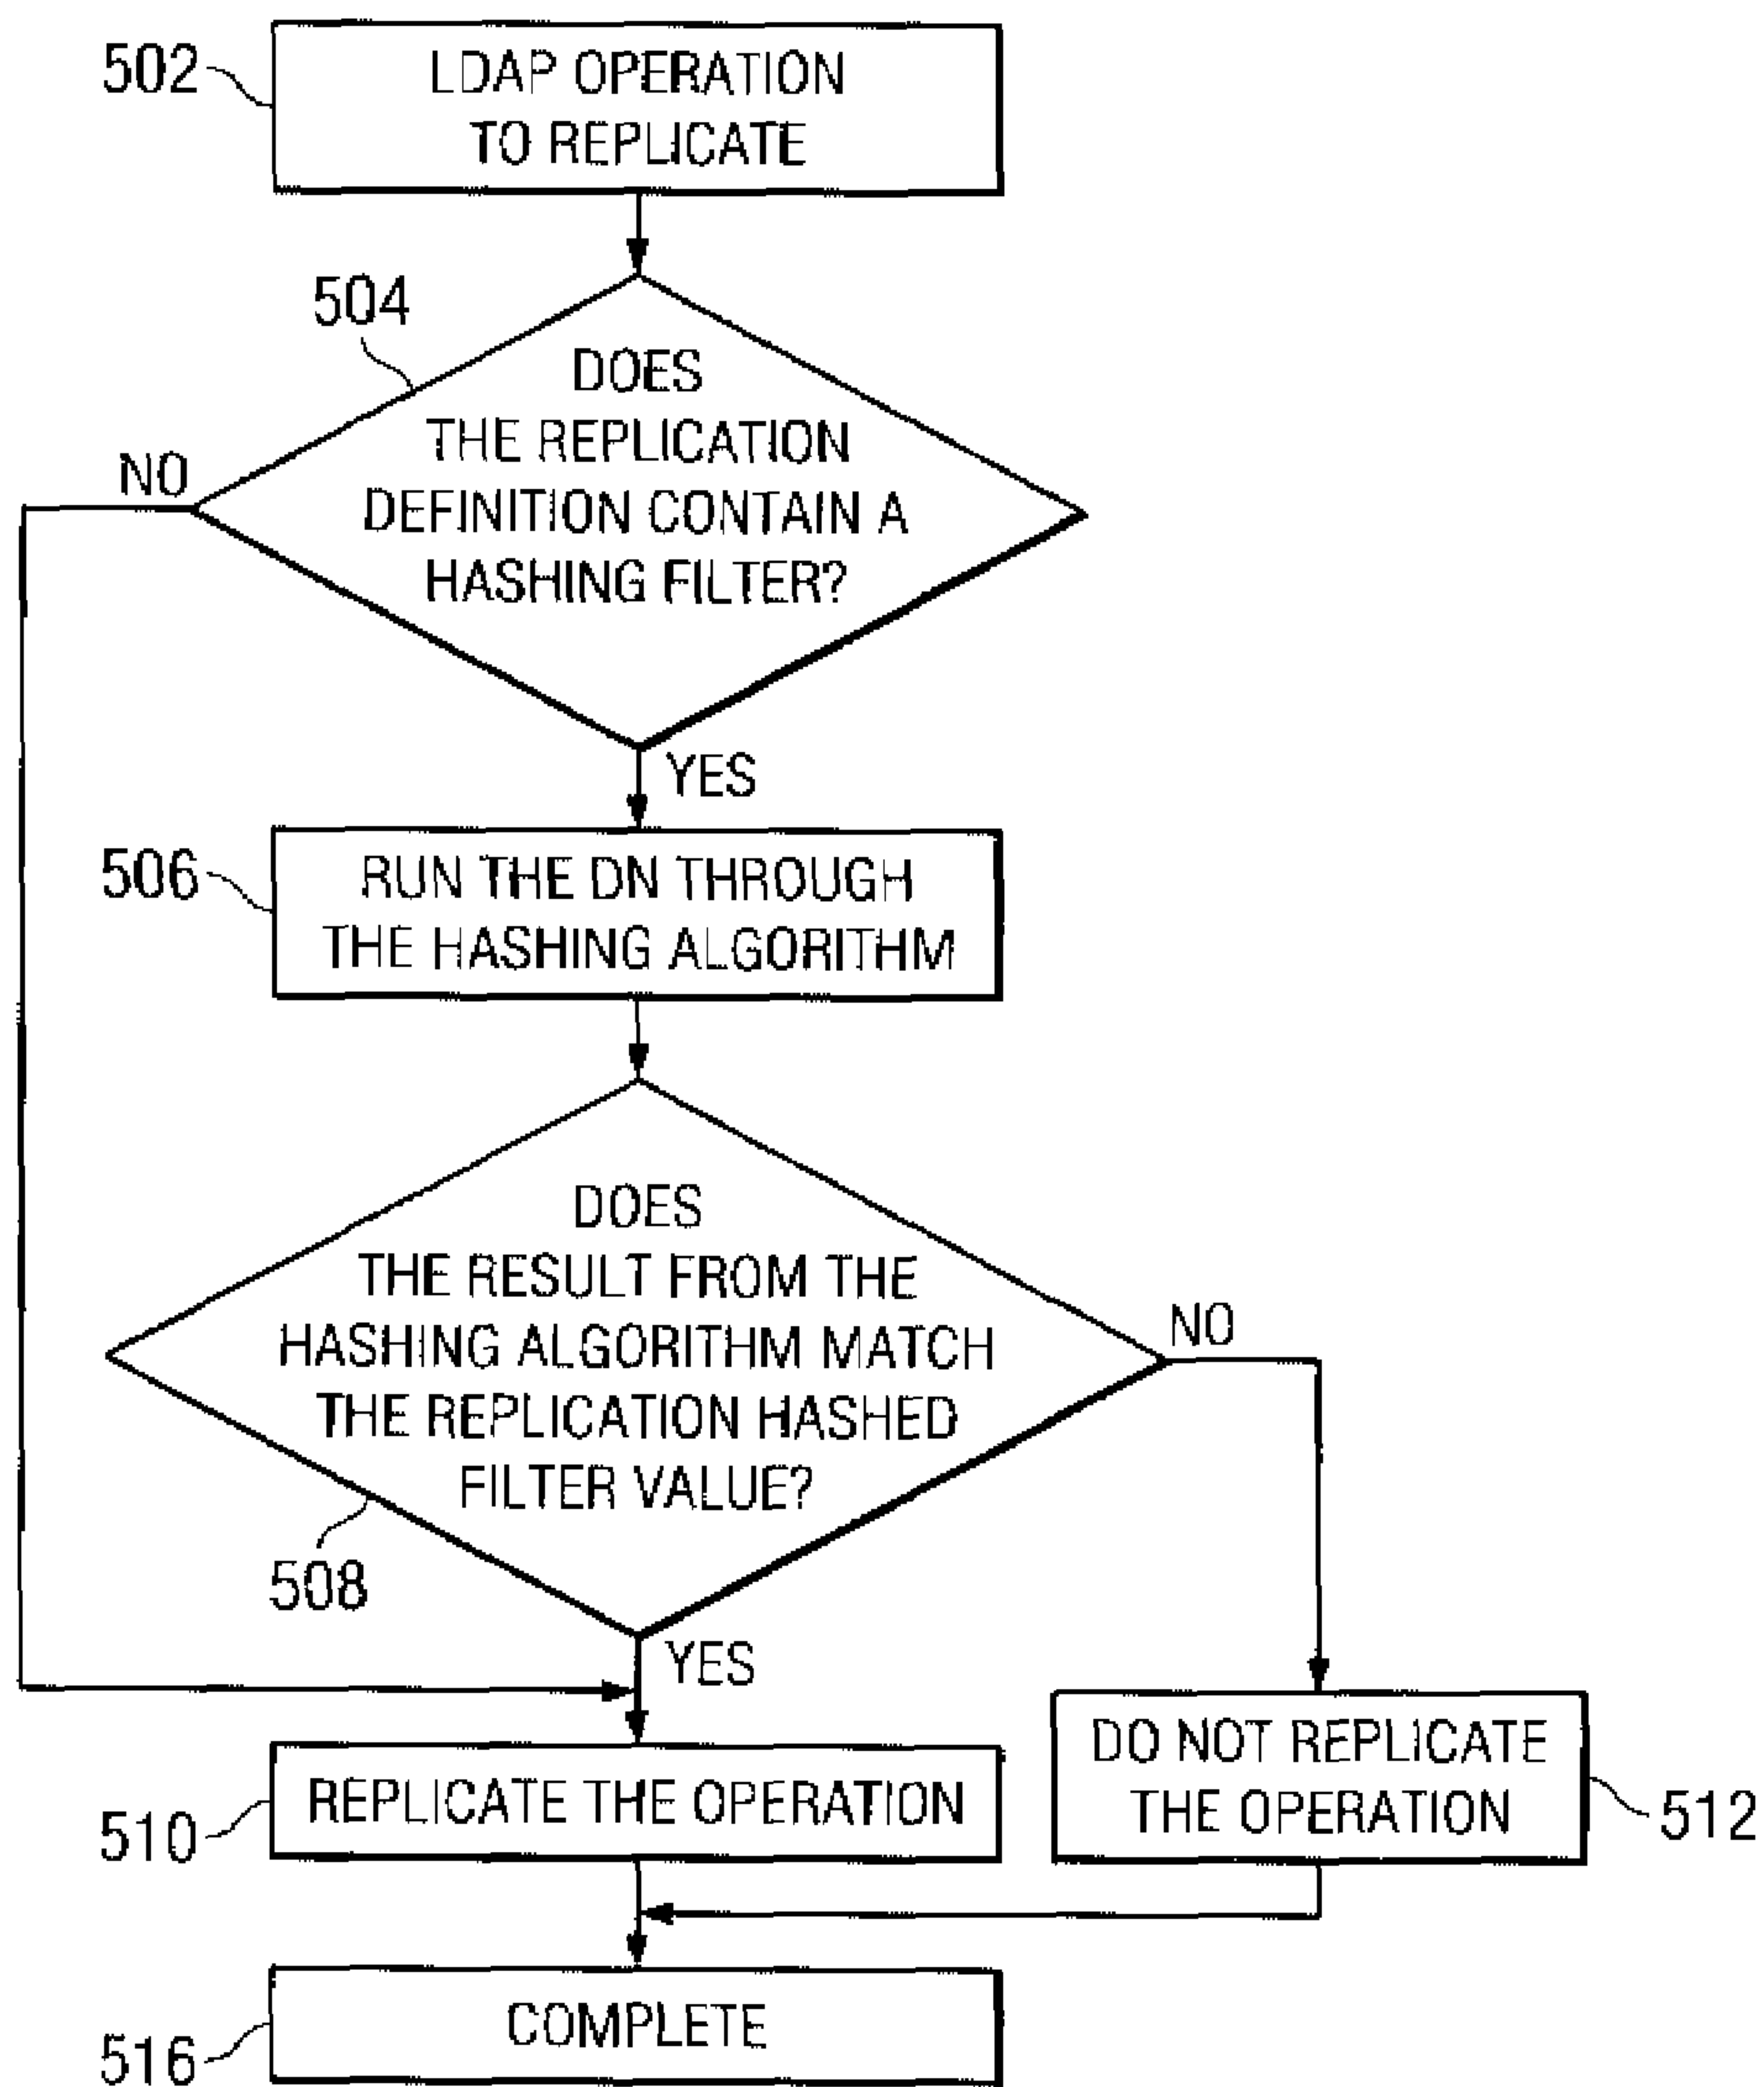 502
LDAP OPERATION
TO REPLICATE
504
DOES
THE REPLICATION
DEFINITION CONTAIN A
HASHING FILTER?
NO
YES
506
RUN THE DN THROUGH
THE HASHING ALGORITHM
DOES
THE RESULT FROM THE
HASHING ALGORITHM MATCH
THE REPLICATION HASHED
FILTER VALUE?
NO
508
YES
510
REPLICATE THE OPERATION
DO NOT REPLICATE
THE OPERATION
512
COMPLETE
516